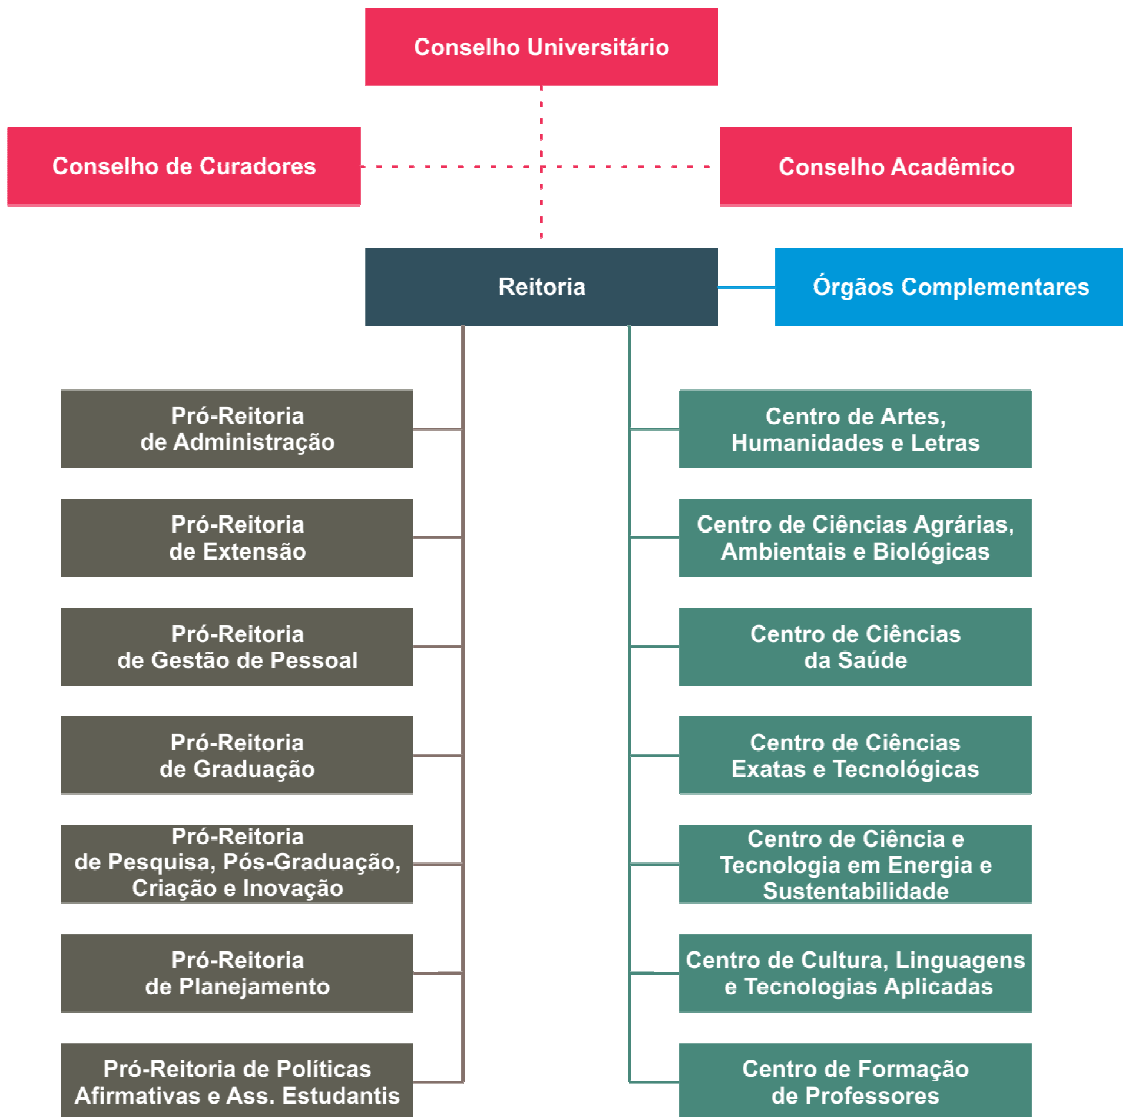 Conselho Universitário
Conselho de Curadores
Conselho Acadêmico
Reitoria
Órgãos Complementares
Pró-Reitoria
de Administração
Centro de Artes,
Humanidades e Letras
Pró-Reitoria
de Extensão
Centro de Ciências Agrárias,
Ambientais e Biológicas
Pró-Reitoria
de Gestão de Pessoal
Centro de Ciências
da Saúde
Pró-Reitoria
de Graduação
Centro de Ciências
Exatas e Tecnológicas
Pró-Reitoria
de Pesquisa, Pós-Graduação,
Criação e Inovação
Centro de Ciência e
Tecnologia em Energia e
Sustentabilidade
Pró-Reitoria
de Planejamento
Centro de Cultura, Linguagens
e Tecnologias Aplicadas
Pró-Reitoria de Políticas
Afirmativas e Ass. Estudantis
Centro de Formação
de Professores